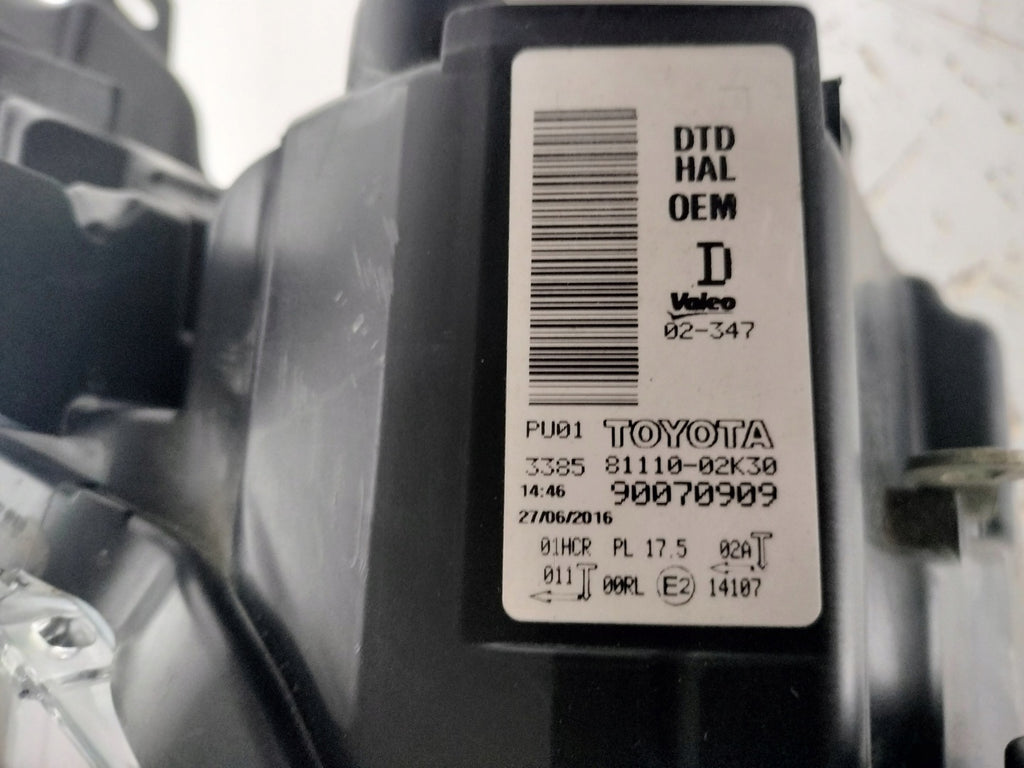 DTD
HAL
OEM
D
Valeo
02-347
PU01 TOYOTA
3385 81110-02K30
14:46 90070909
27/06/2016
01HCR PL 17.5 02A
011 00RL E2 14107